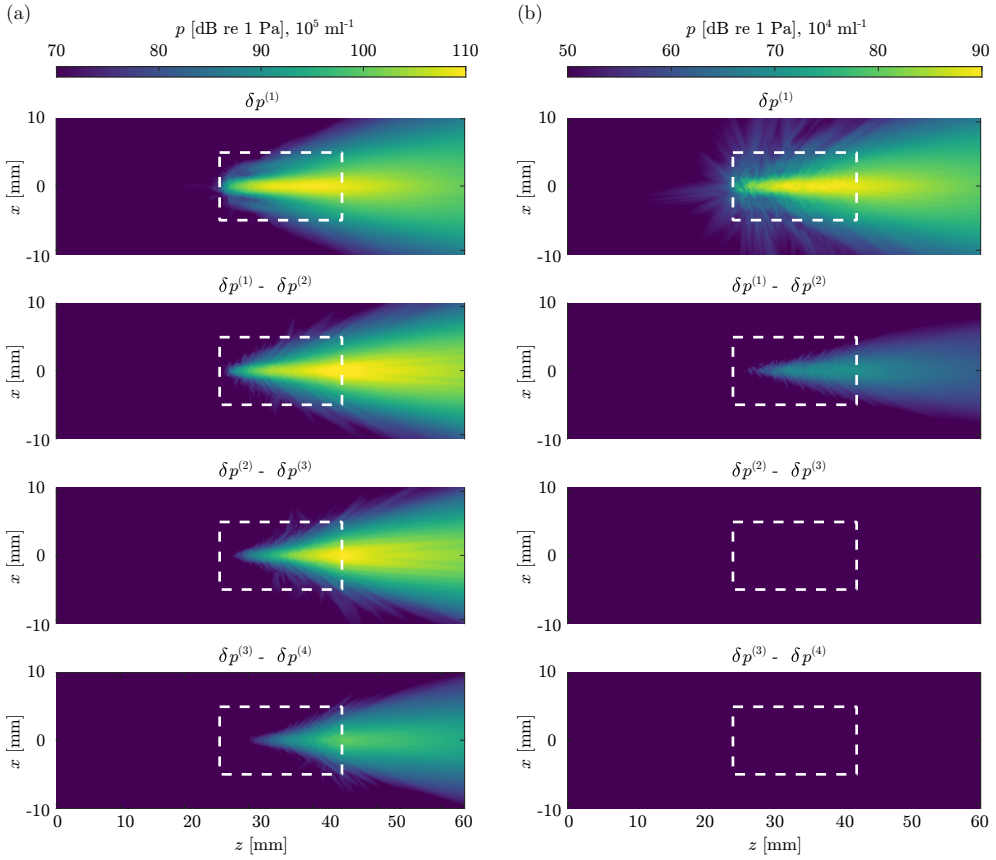 (a)
p [dB re 1 Pa], 10⁵ ml⁻¹
70 80 90 100 110
δp⁽¹⁾
10
0
-10
x [mm]
δp⁽¹⁾ - δp⁽²⁾
10
0
-10
x [mm]
δp⁽²⁾ - δp⁽³⁾
10
0
-10
x [mm]
δp⁽³⁾ - δp⁽⁴⁾
10
0
-10
x [mm]
0 10 20 30 40 50 60
z [mm]
(b)
p [dB re 1 Pa], 10⁴ ml⁻¹
50 60 70 80 90
δp⁽¹⁾
10
0
-10
x [mm]
δp⁽¹⁾ - δp⁽²⁾
10
0
-10
x [mm]
δp⁽²⁾ - δp⁽³⁾
10
0
-10
x [mm]
δp⁽³⁾ - δp⁽⁴⁾
10
0
-10
x [mm]
0 10 20 30 40 50 60
z [mm]